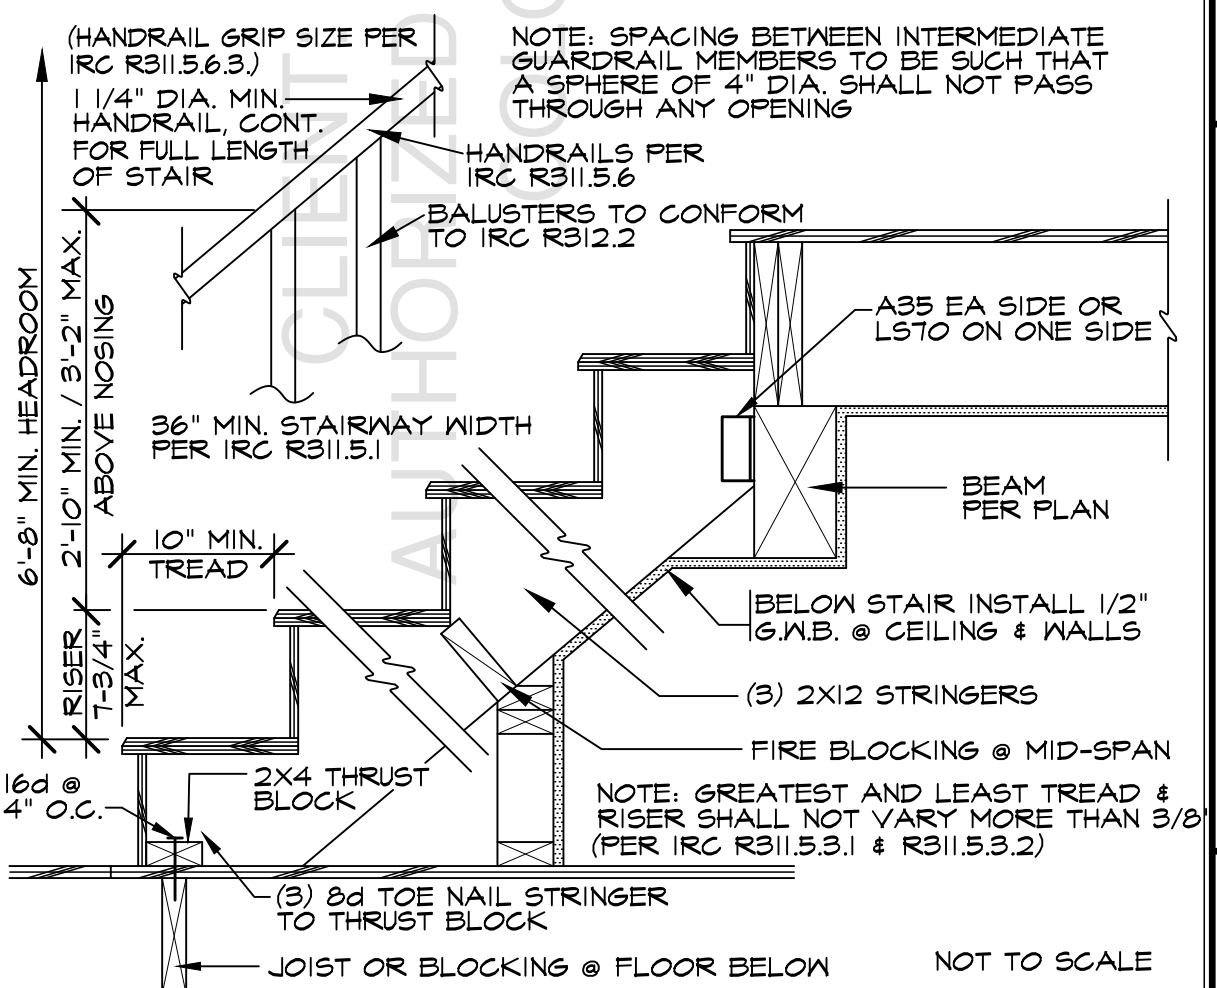 (HANDRAIL GRIP SIZE PER
IRC R311.5.6.3.)
1 1/4" DIA. MIN.
HANDRAIL, CONT.
FOR FULL LENGTH
OF STAIR
NOTE: SPACING BETWEEN INTERMEDIATE
GUARDRAIL MEMBERS TO BE SUCH THAT
A SPHERE OF 4" DIA. SHALL NOT PASS
THROUGH ANY OPENING
HANDRAILS PER
IRC R311.5.6
BALUSTERS TO CONFORM
TO IRC R312.2
CLIENT
AUTHORIZED
6'-8" MIN. HEADROOM
2'-10" MIN. / 3'-2" MAX.
ABOVE NOSING
A35 EA SIDE OR
LS70 ON ONE SIDE
36" MIN. STAIRWAY WIDTH
PER IRC R311.5.1
BEAM
PER PLAN
10" MIN.
TREAD
RISER
7-3/4"
MAX.
BELOW STAIR INSTALL 1/2"
G.W.B. @ CEILING & WALLS
(3) 2X12 STRINGERS
FIRE BLOCKING @ MID-SPAN
16d @
4" O.C.
2X4 THRUST
BLOCK
NOTE: GREATEST AND LEAST TREAD &
RISER SHALL NOT VARY MORE THAN 3/8"
(PER IRC R311.5.3.1 & R311.5.3.2)
(3) 8d TOE NAIL STRINGER
TO THRUST BLOCK
JOIST OR BLOCKING @ FLOOR BELOW
NOT TO SCALE